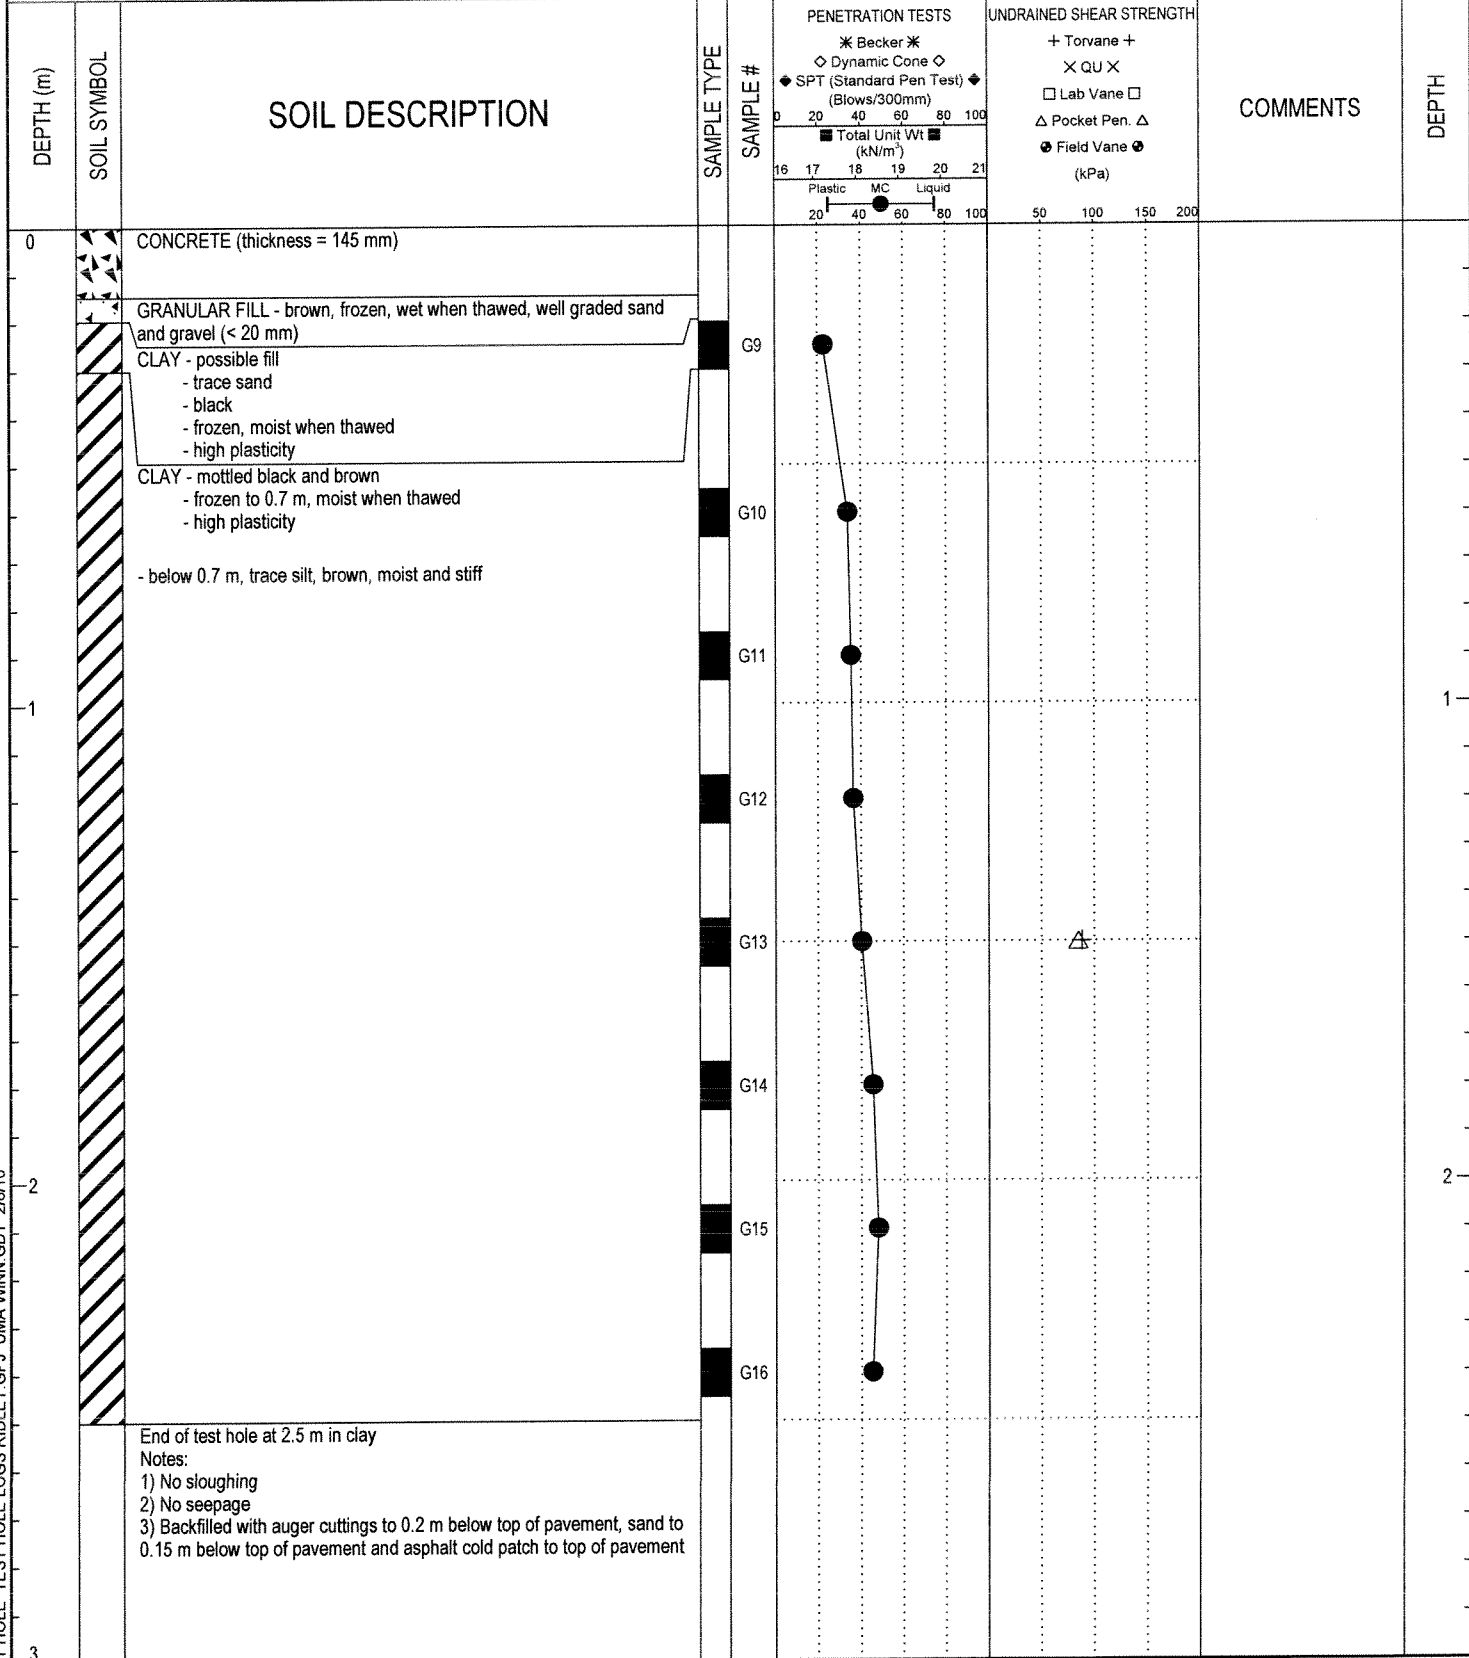 DEPTH (m)
SOIL SYMBOL
SOIL DESCRIPTION
SAMPLE TYPE
SAMPLE #
PENETRATION TESTS
✳ Becker ✳
◇ Dynamic Cone ◇
◆ SPT (Standard Pen Test) ◆
(Blows/300mm)
0 20 40 60 80 100
■ Total Unit Wt ■
(kN/m³)
16 17 18 19 20 21
Plastic MC Liquid
20 40 60 80 100
UNDRAINED SHEAR STRENGTH
+ Torvane +
× QU ×
□ Lab Vane □
△ Pocket Pen. △
Field Vane
(kPa)
50 100 150 200
COMMENTS
DEPTH
0
CONCRETE (thickness = 145 mm)
GRANULAR FILL - brown, frozen, wet when thawed, well graded sand
and gravel (< 20 mm)
G9
CLAY - possible fill
- trace sand
- black
- frozen, moist when thawed
- high plasticity
CLAY - mottled black and brown
- frozen to 0.7 m, moist when thawed
- high plasticity
G10
- below 0.7 m, trace silt, brown, moist and stiff
G11
1
1
G12
G13
G14
2
2
G15
G16
End of test hole at 2.5 m in clay
Notes:
1) No sloughing
2) No seepage
3) Backfilled with auger cuttings to 0.2 m below top of pavement, sand to
0.15 m below top of pavement and asphalt cold patch to top of pavement
3